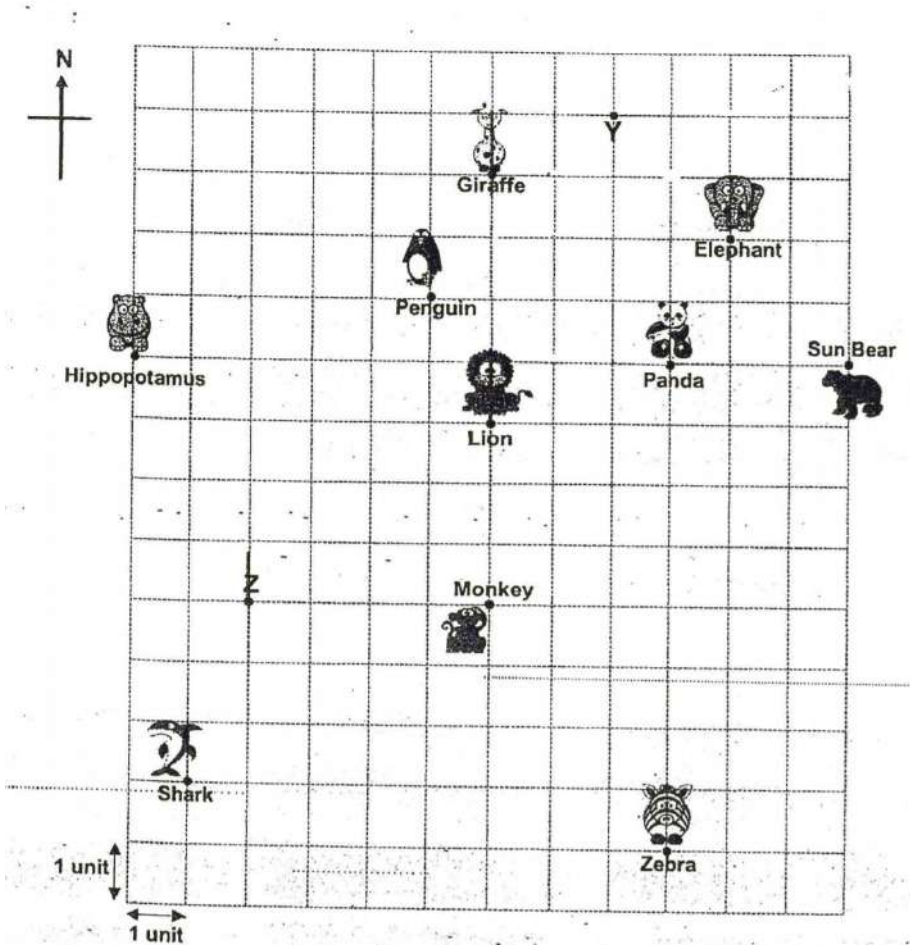 N
Y
Giraffe
Elephant
Penguin
Sun Bear
Hippopotamus
Panda
Lion
Z
Monkey
Shark
1 unit
Zebra
1 unit